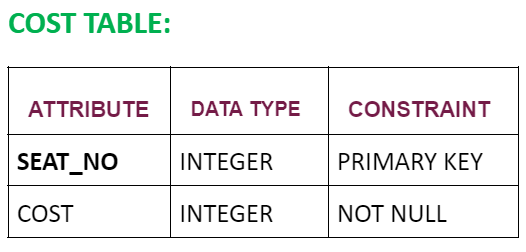 COST TABLE:
ATTRIBUTE DATA TYPE CONSTRAINT
SEAT_NO INTEGER PRIMARY KEY
COST INTEGER NOT NULL